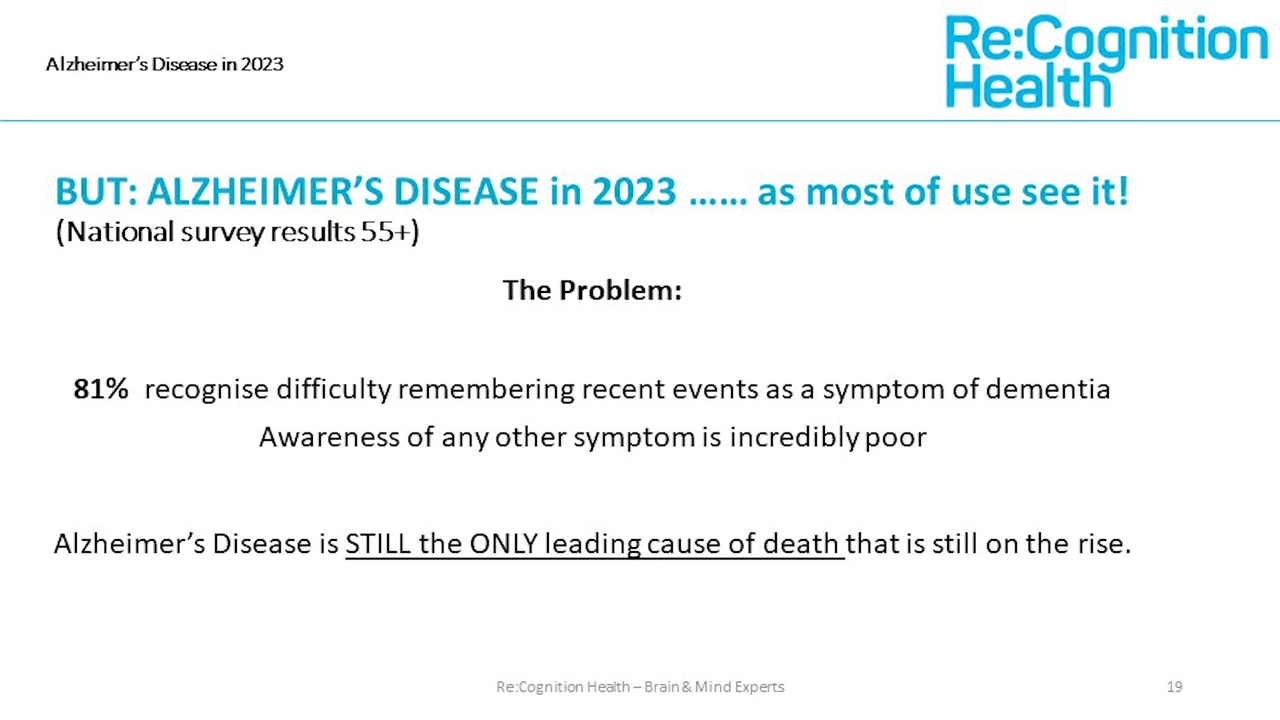 Alzheimer's Disease in 2023
Re:Cognition
Health
BUT: ALZHEIMER'S DISEASE in 2023 ...... as most of use see it!
(National survey results 55+)
The Problem:
81% recognise difficulty remembering recent events as a symptom of dementia
Awareness of any other symptom is incredibly poor
Alzheimer's Disease is STILL the ONLY leading cause of death that is still on the rise.
Re:Cognition Health – Brain & Mind Experts
19